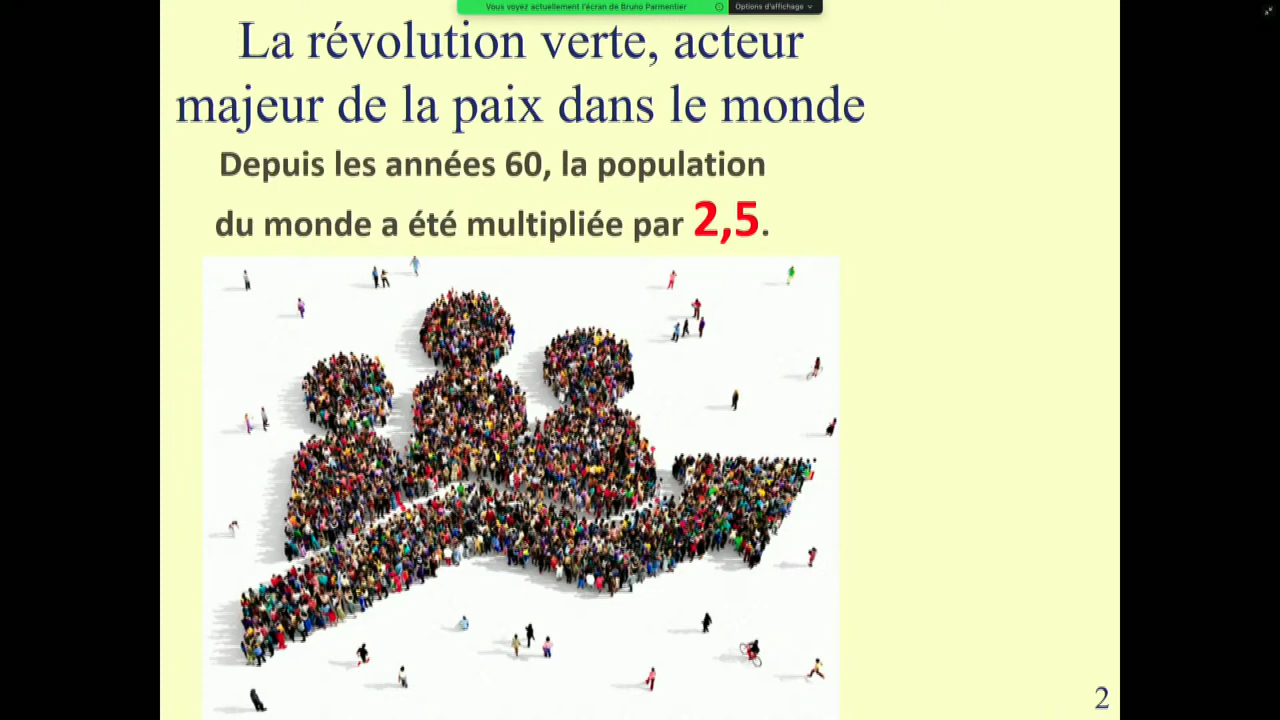 Vous voyez actuellement l'écran de Bruno Parmentier
Options d'affichage
La révolution verte, acteur
majeur de la paix dans le monde
Depuis les années 60, la population
du monde a été multipliée par 2,5.
2